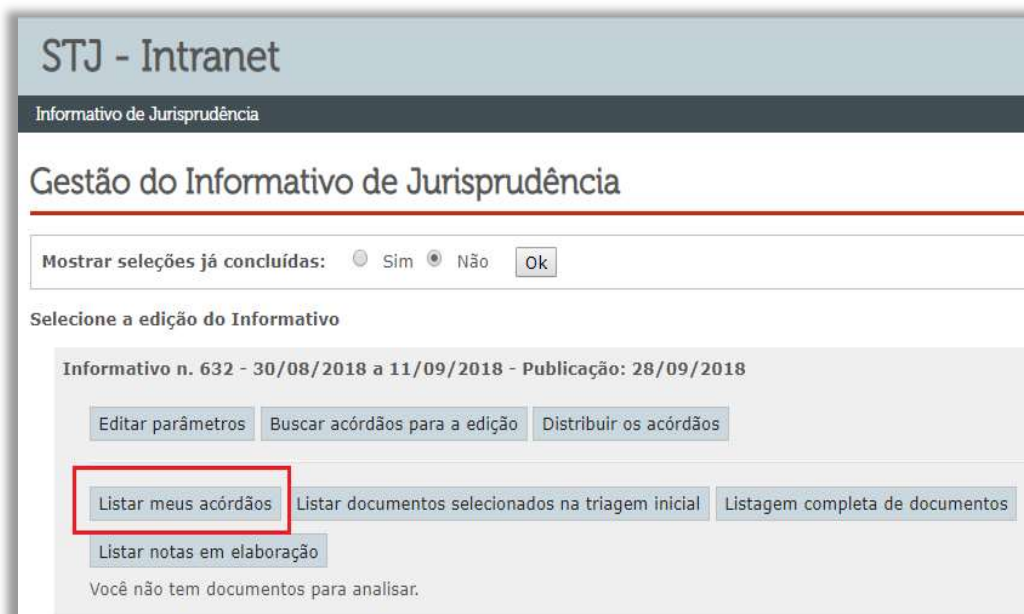 STJ - Intranet
Informativo de Jurisprudência
Gestão do Informativo de Jurisprudência
Mostrar seleções já concluídas: Sim Não Ok
Selecione a edição do Informativo
Informativo n. 632 - 30/08/2018 a 11/09/2018 - Publicação: 28/09/2018
Editar parâmetros Buscar acórdãos para a edição Distribuir os acórdãos
Listar meus acórdãos Listar documentos selecionados na triagem inicial Listagem completa de documentos
Listar notas em elaboração
Você não tem documentos para analisar.